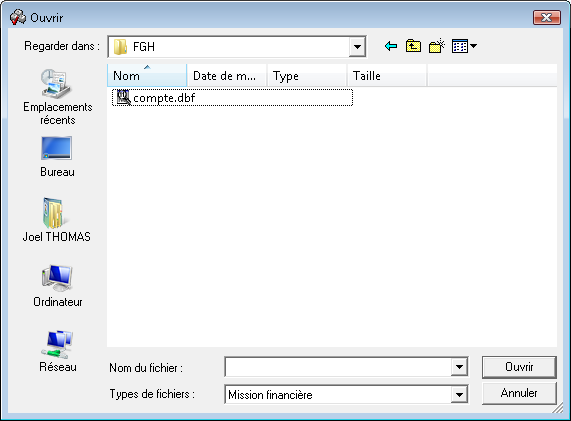 Ouvrir
Regarder dans : FGH
Nom Date de m... Type Taille
compte.dbf
Emplacements
récents
Bureau
Joel THOMAS
Ordinateur
Réseau
Nom du fichier : Ouvrir
Types de fichiers : Mission financière Annuler